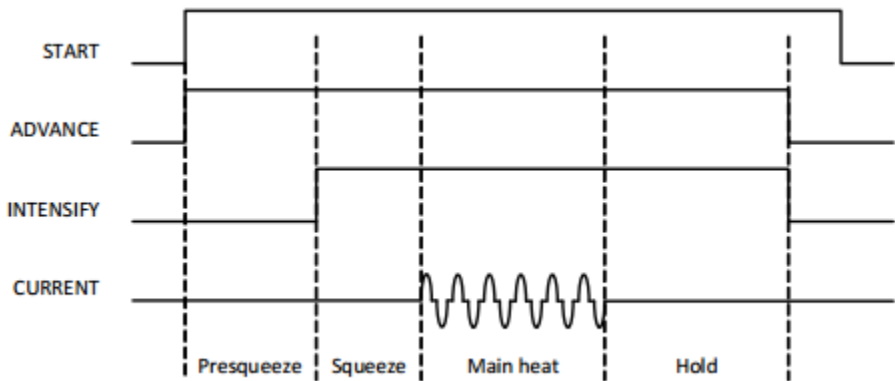 START
ADVANCE
INTENSIFY
CURRENT
Presqueeze Squeeze Main heat Hold